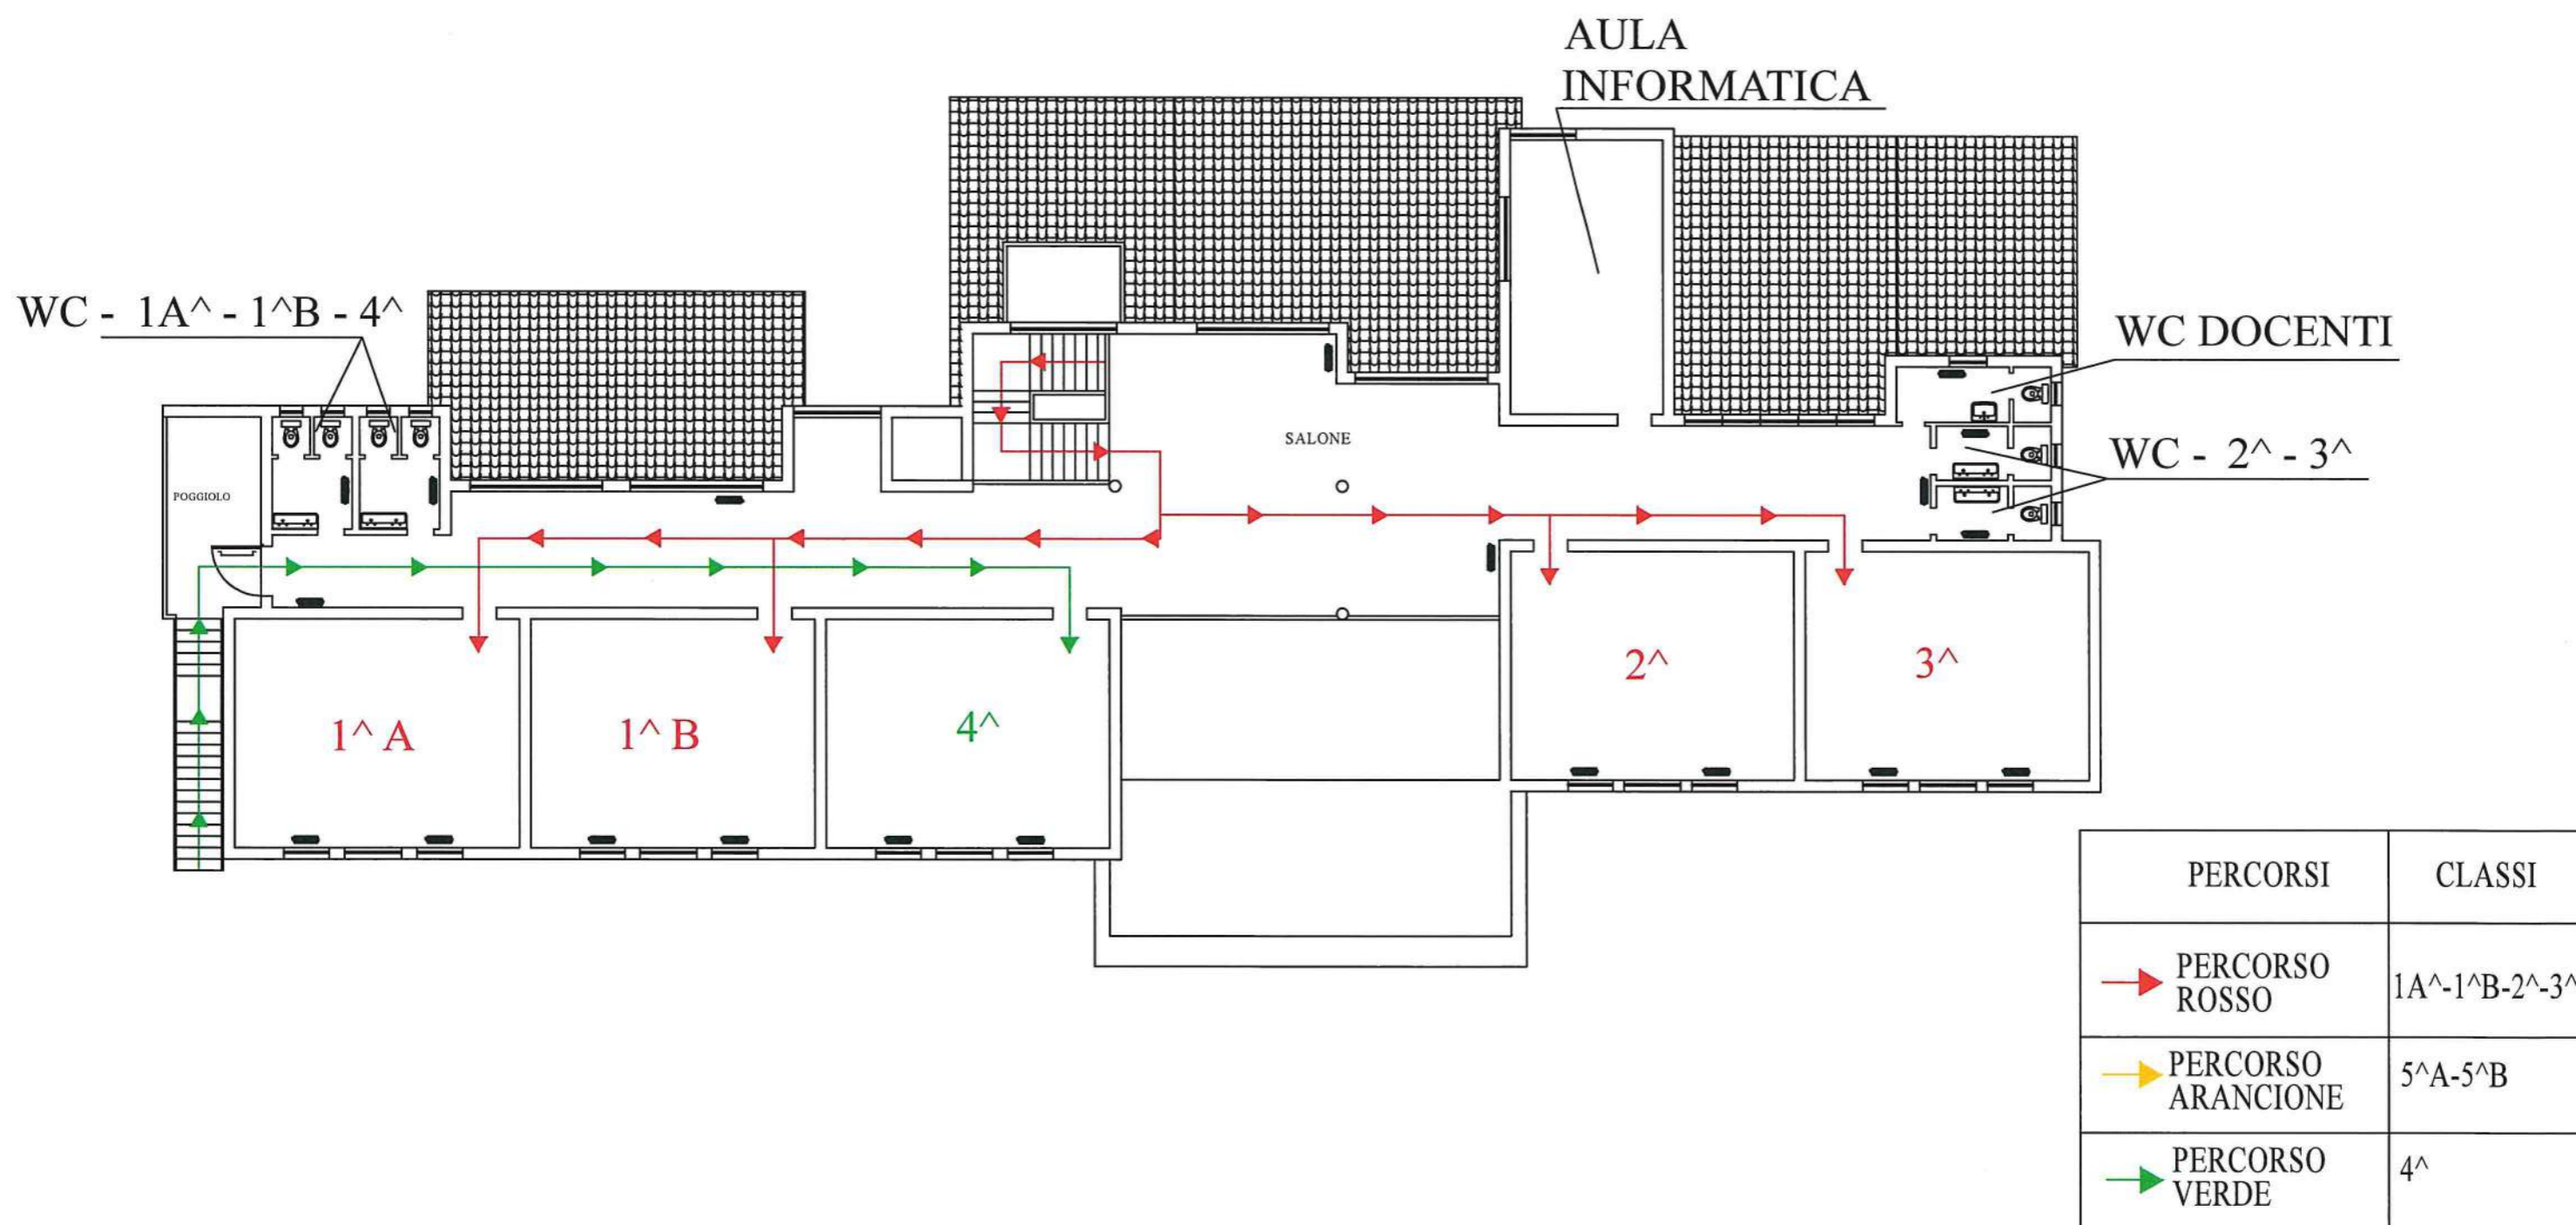 AULA
INFORMATICA
WC - 1A^ - 1^B - 4^
WC DOCENTI
SALONE
WC - 2^ - 3^
POGGIOLO
2^
3^
1^ A
1^ B
4^
PERCORSI CLASSI
PERCORSO
ROSSO
1A^-1^B-2^-3^
PERCORSO
ARANCIONE
5^A-5^B
PERCORSO
VERDE
4^